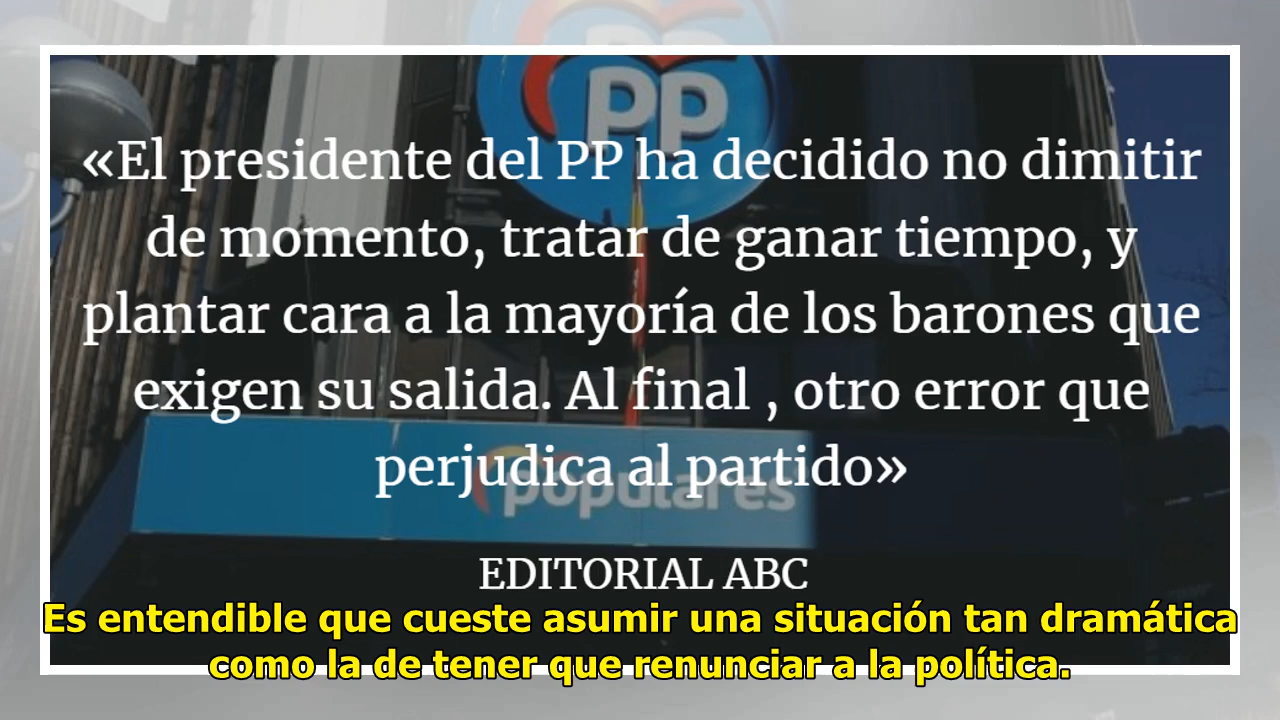 PP
«El presidente del PP ha decidido no dimitir
de momento, tratar de ganar tiempo, y
plantar cara a la mayoría de los barones que
exigen su salida. Al final , otro error que
perjudica al partido»
populares
EDITORIAL ABC
Es entendible que cueste asumir una situación tan dramática
como la de tener que renunciar a la política.